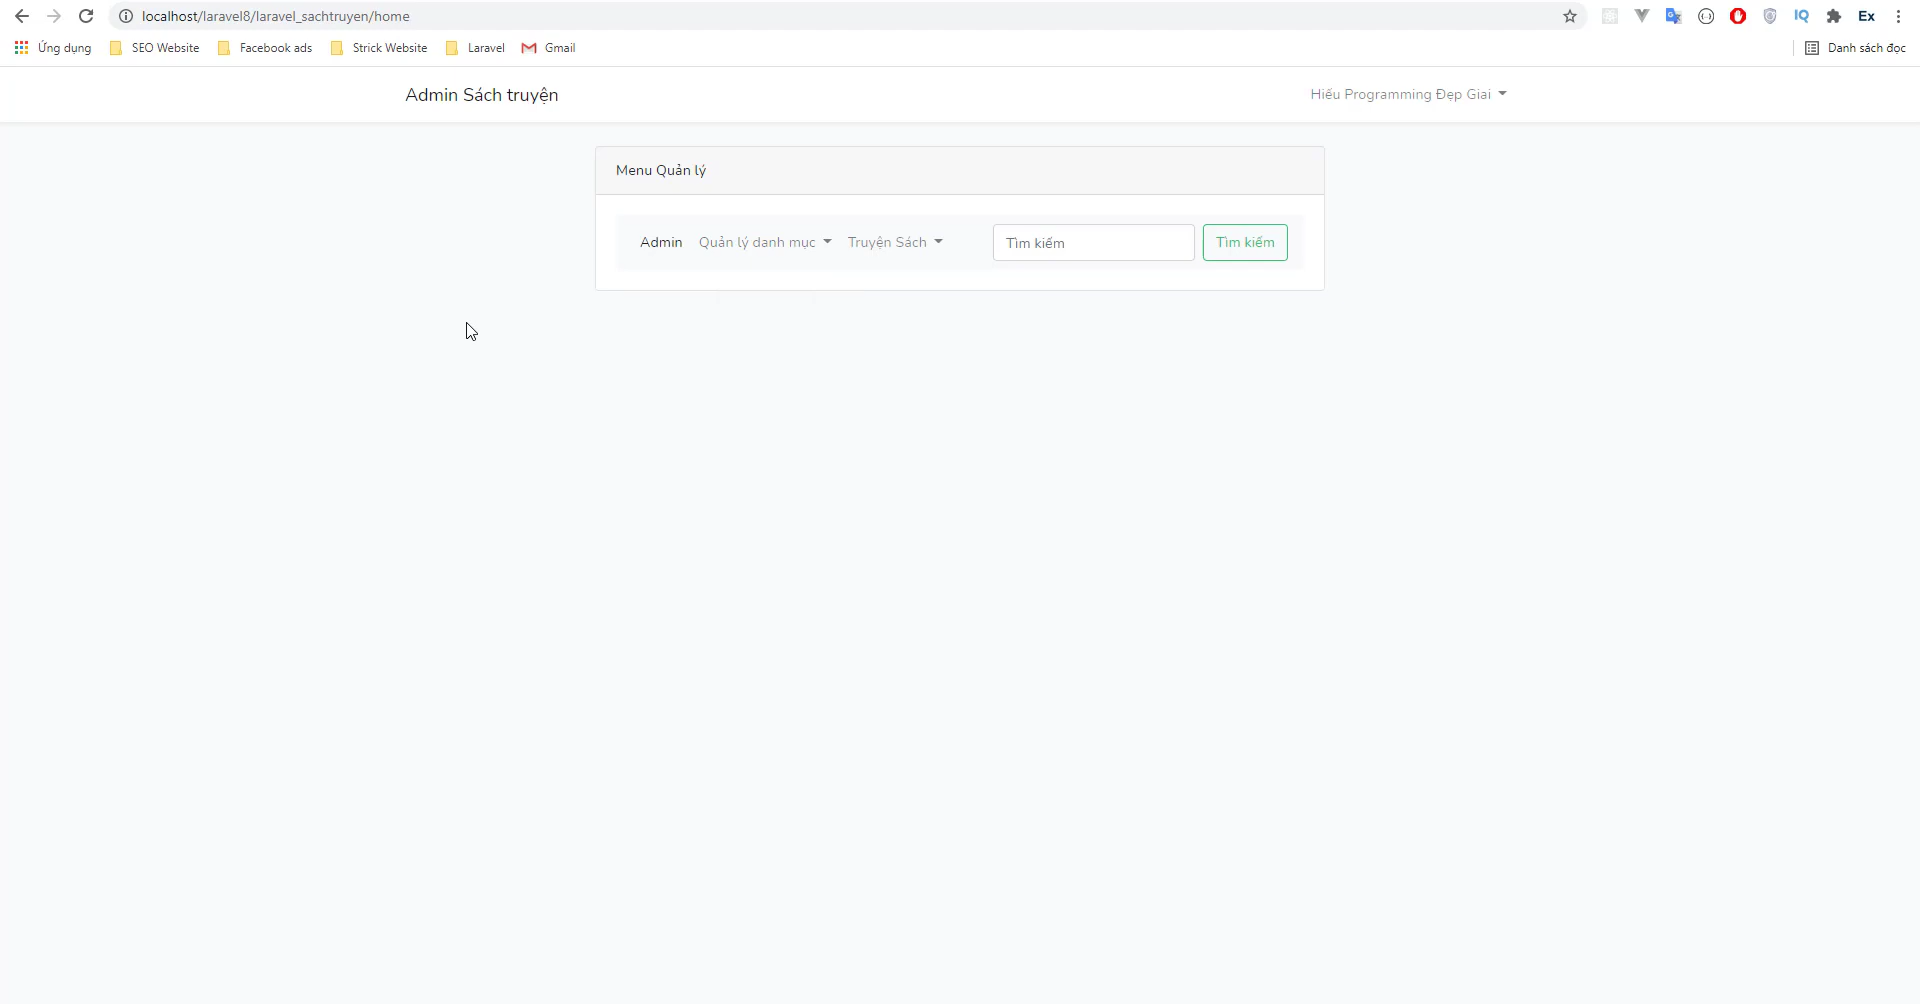 localhost/laravel8/laravel_sachtruyen/home
Ex
Ứng dụng SEO Website Facebook ads Strick Website Laravel Gmail Danh sách đọc
Admin Sách truyện Hiếu Programming Đẹp Giai
Menu Quản lý
Admin Quản lý danh mục Truyện Sách Tìm kiếm Tìm kiếm